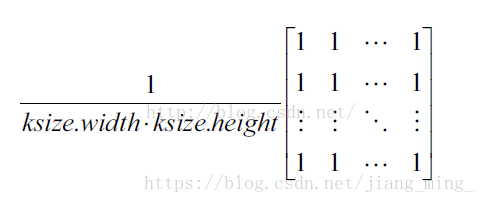 1
ksize.width·ksize.height
1 1 ⋯ 1
1 1 ⋯ 1
⋮ ⋮ ⋱ ⋮
1 1 ⋯ 1
http://blog.csdn.net/
https://blog.csdn.net/jiang_ming_